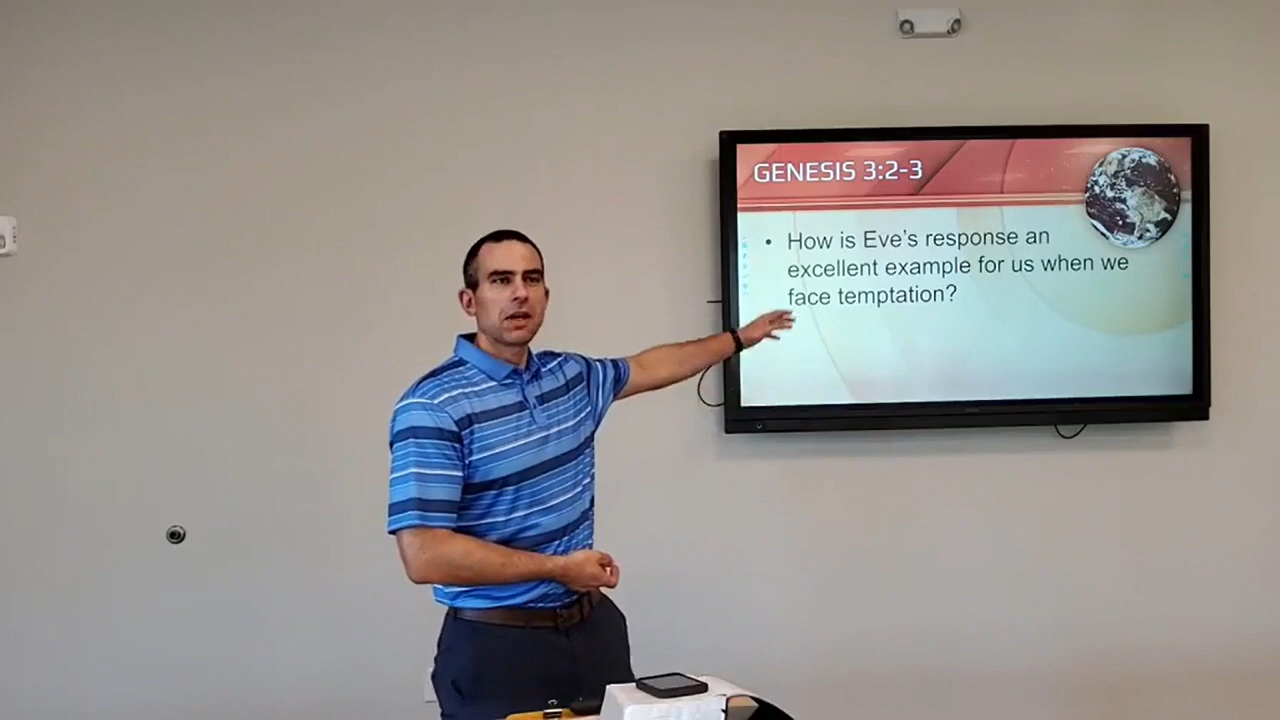 GENESIS 3:2-3
• How is Eve's response an
excellent example for us when we
face temptation?